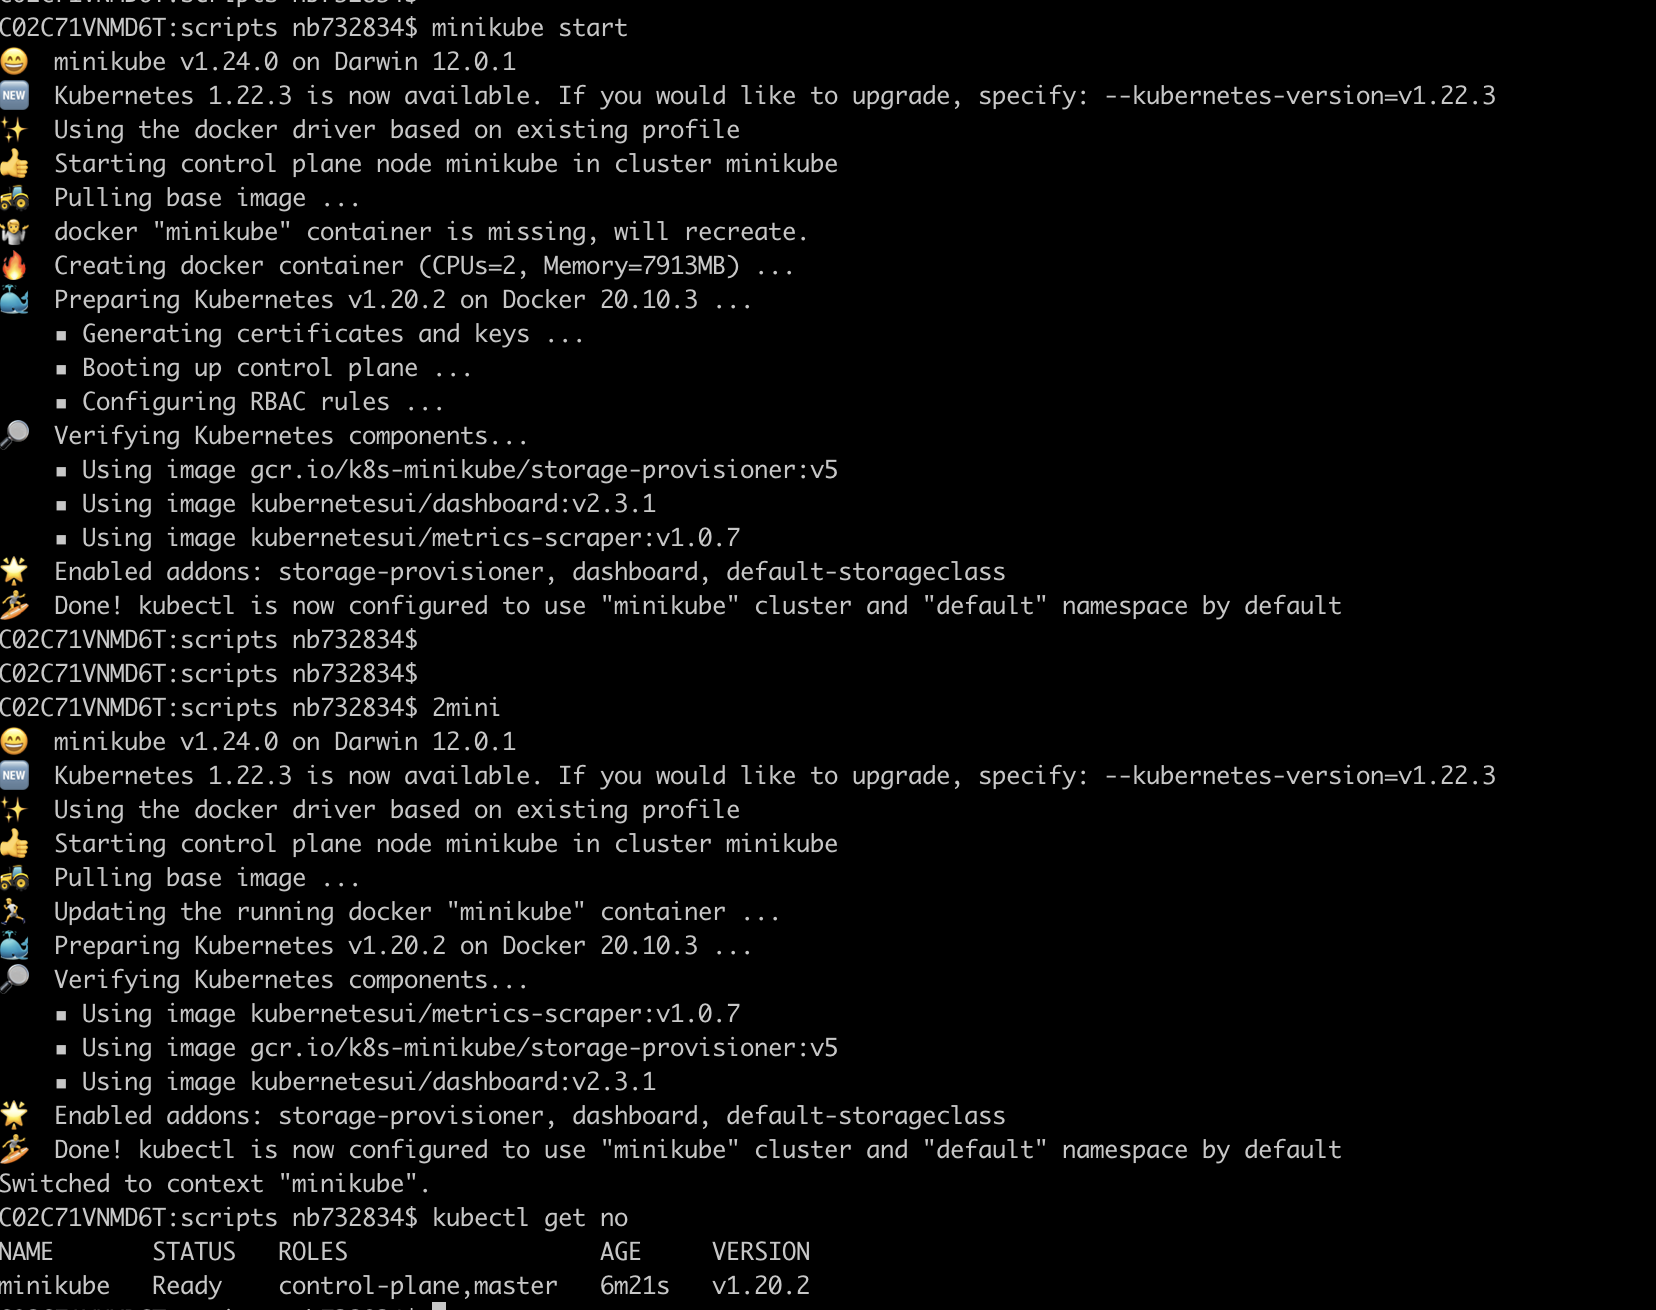 C02C71VNMD6T:scripts nb732834$ minikube start
😄 minikube v1.24.0 on Darwin 12.0.1
🆕 Kubernetes 1.22.3 is now available. If you would like to upgrade, specify: --kubernetes-version=v1.22.3
✨ Using the docker driver based on existing profile
👍 Starting control plane node minikube in cluster minikube
🚜 Pulling base image ...
🤷 docker "minikube" container is missing, will recreate.
🔥 Creating docker container (CPUs=2, Memory=7913MB) ...
🐳 Preparing Kubernetes v1.20.2 on Docker 20.10.3 ...
▪ Generating certificates and keys ...
▪ Booting up control plane ...
▪ Configuring RBAC rules ...
🔎 Verifying Kubernetes components...
▪ Using image gcr.io/k8s-minikube/storage-provisioner:v5
▪ Using image kubernetesui/dashboard:v2.3.1
▪ Using image kubernetesui/metrics-scraper:v1.0.7
🌟 Enabled addons: storage-provisioner, dashboard, default-storageclass
🏄 Done! kubectl is now configured to use "minikube" cluster and "default" namespace by default
C02C71VNMD6T:scripts nb732834$
C02C71VNMD6T:scripts nb732834$
C02C71VNMD6T:scripts nb732834$ 2mini
😄 minikube v1.24.0 on Darwin 12.0.1
🆕 Kubernetes 1.22.3 is now available. If you would like to upgrade, specify: --kubernetes-version=v1.22.3
✨ Using the docker driver based on existing profile
👍 Starting control plane node minikube in cluster minikube
🚜 Pulling base image ...
🏃 Updating the running docker "minikube" container ...
🐳 Preparing Kubernetes v1.20.2 on Docker 20.10.3 ...
🔎 Verifying Kubernetes components...
▪ Using image kubernetesui/metrics-scraper:v1.0.7
▪ Using image gcr.io/k8s-minikube/storage-provisioner:v5
▪ Using image kubernetesui/dashboard:v2.3.1
🌟 Enabled addons: storage-provisioner, dashboard, default-storageclass
🏄 Done! kubectl is now configured to use "minikube" cluster and "default" namespace by default
Switched to context "minikube".
C02C71VNMD6T:scripts nb732834$ kubectl get no
NAME STATUS ROLES AGE VERSION
minikube Ready control-plane,master 6m21s v1.20.2